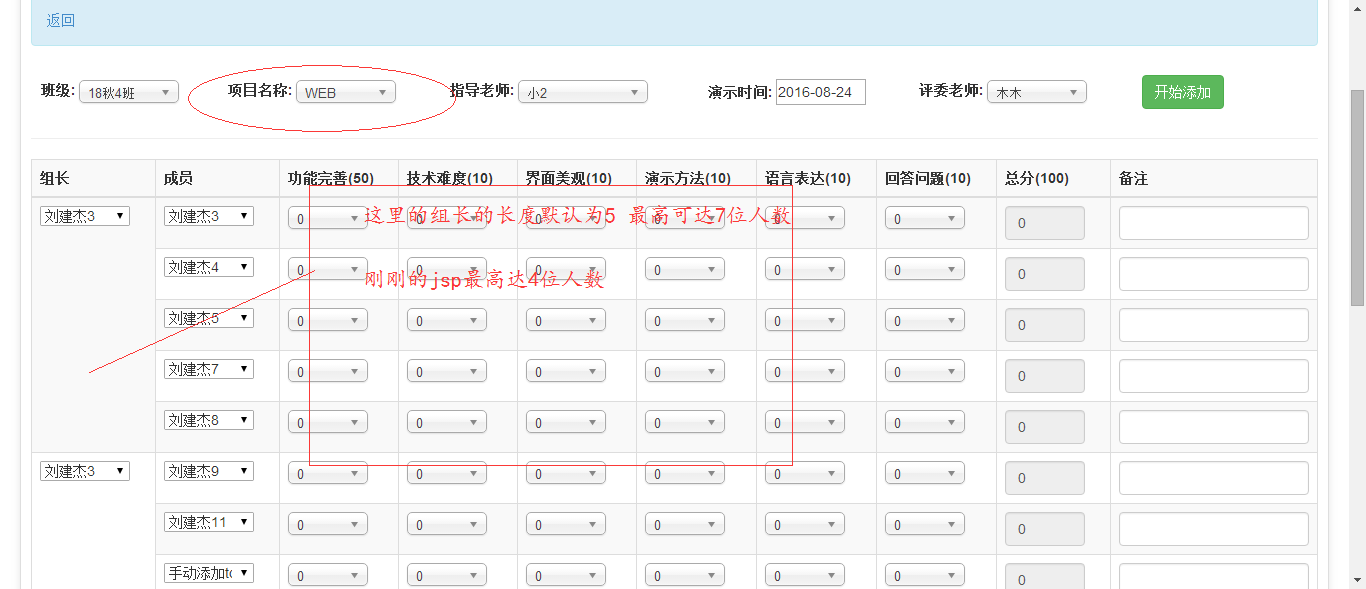 返回
班级: 18秋4班 项目名称: WEB 指导老师: 小2 演示时间: 2016-08-24 评委老师: 木木 开始添加
组长 成员 功能完善(50) 技术难度(10) 界面美观(10) 演示方法(10) 语言表达(10) 回答问题(10) 总分(100) 备注
刘建杰3 刘建杰3 0 0 0 0 0 0 0
这里的组长的长度默认为5 最高可达7位人数
刘建杰4 0 0 0 0 0 0 0
刚刚的jsp最高达4位人数
刘建杰5 0 0 0 0 0 0 0
刘建杰7 0 0 0 0 0 0 0
刘建杰8 0 0 0 0 0 0 0
刘建杰3 刘建杰9 0 0 0 0 0 0 0
刘建杰11 0 0 0 0 0 0 0
手动添加 0 0 0 0 0 0 0